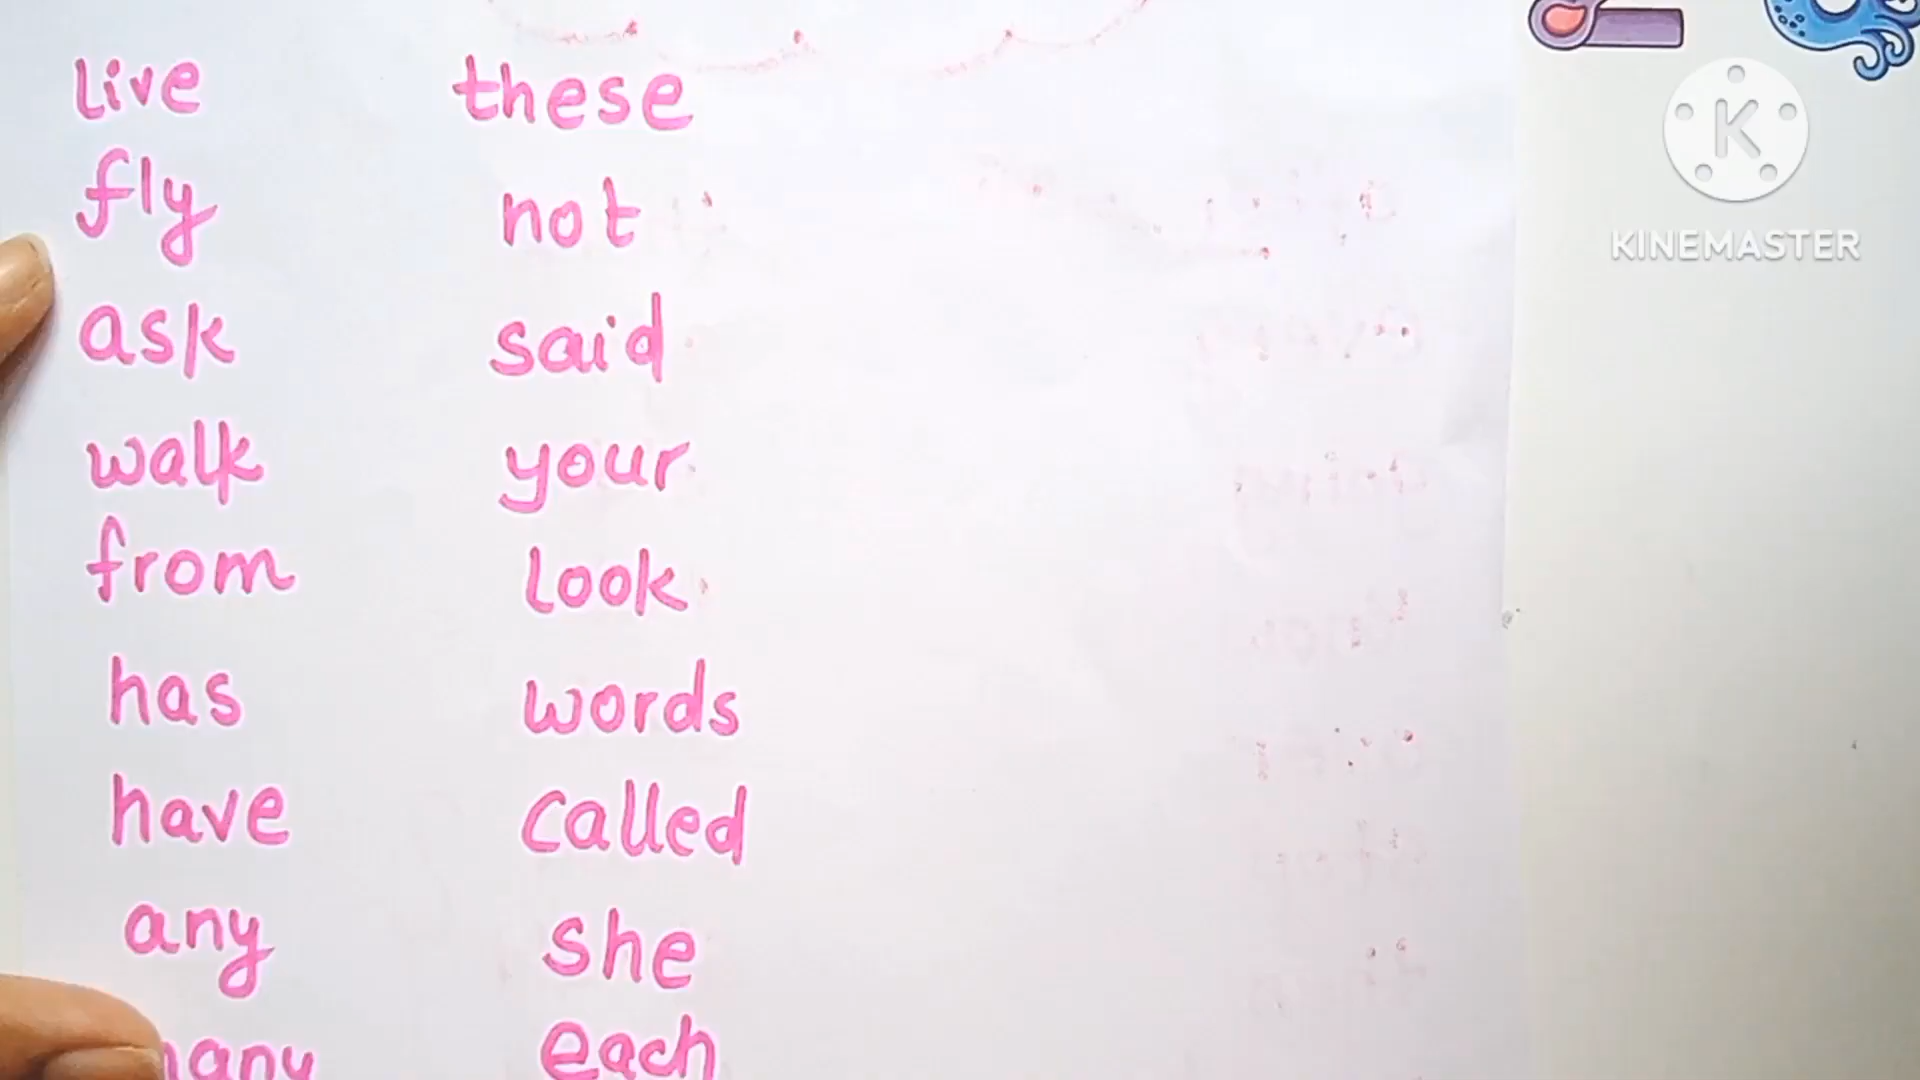 live these
fly not
ask said
walk your
from look
has words
have called
any she
each
KINEMASTER